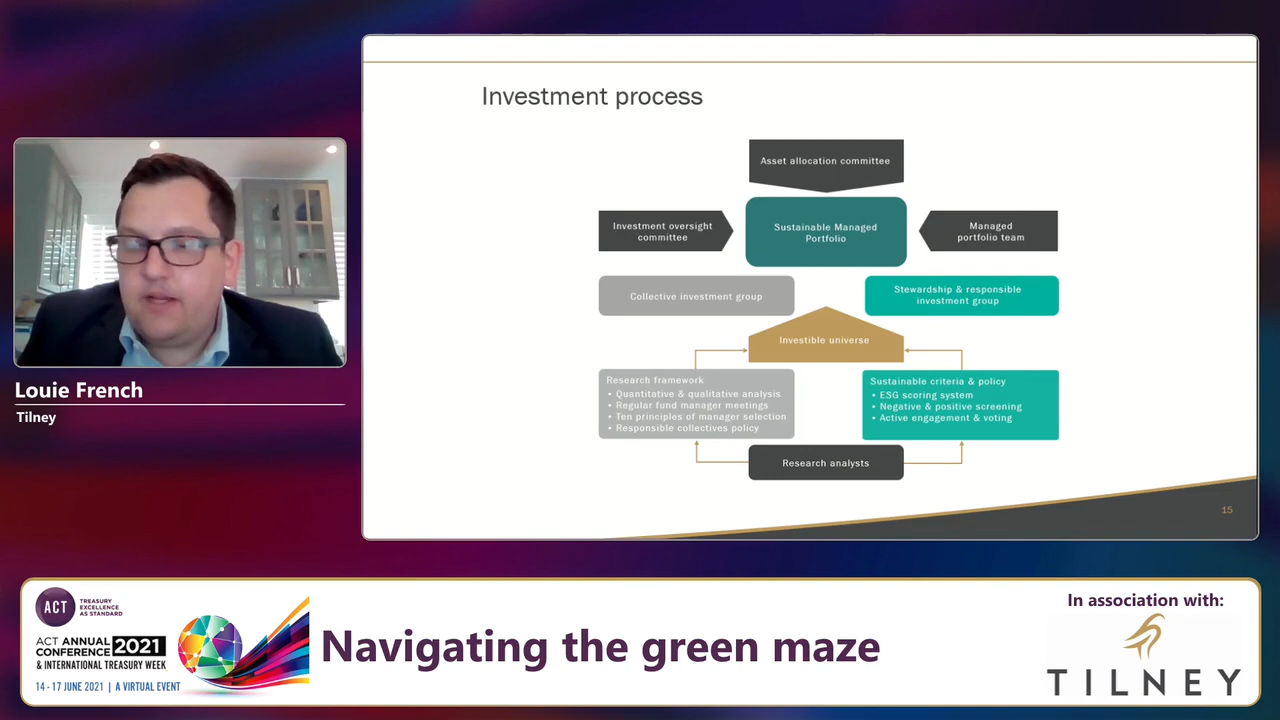 Investment process
Asset allocation committee
Investment oversight
committee
Sustainable Managed
Portfolio
Managed
portfolio team
Collective investment group
Stewardship & responsible
investment group
Investible universe
Research framework
• Quantitative & qualitative analysis
• Regular fund manager meetings
• Ten principles of manager selection
• Responsible collectives policy
Sustainable criteria & policy
• ESG scoring system
• Negative & positive screening
• Active engagement & voting
Research analysts
15
Louie French
Tilney
ACT
TREASURY
EXCELLENCE
AS STANDARD
ACT ANNUAL
CONFERENCE 2021
& INTERNATIONAL TREASURY WEEK
14 - 17 JUNE 2021 | A VIRTUAL EVENT
Navigating the green maze
In association with:
TILNEY